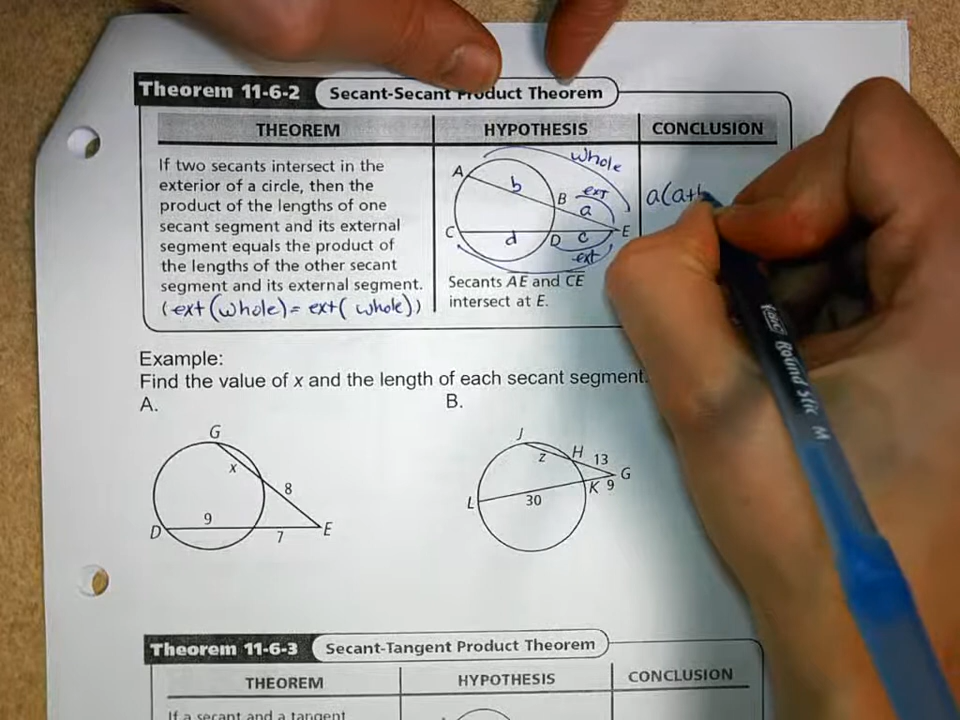 Theorem 11-6-2 Secant-Secant Product Theorem
THEOREM HYPOTHESIS CONCLUSION
If two secants intersect in the
exterior of a circle, then the
product of the lengths of one
secant segment and its external
segment equals the product of
the lengths of the other secant
segment and its external segment.
(ext(whole)= ext( whole))
whole
A b B ext
a
C d D c E
ext
Secants AE and CE
intersect at E.
a(a+b
Example:
Find the value of x and the length of each secant segment.
A. B.
G
x
8
9
D 7 E
J
z H 13
G
L 30 K 9
Theorem 11-6-3 Secant-Tangent Product Theorem
THEOREM HYPOTHESIS CONCLUSION
If a secant and a tangent
BIC Round Stic M